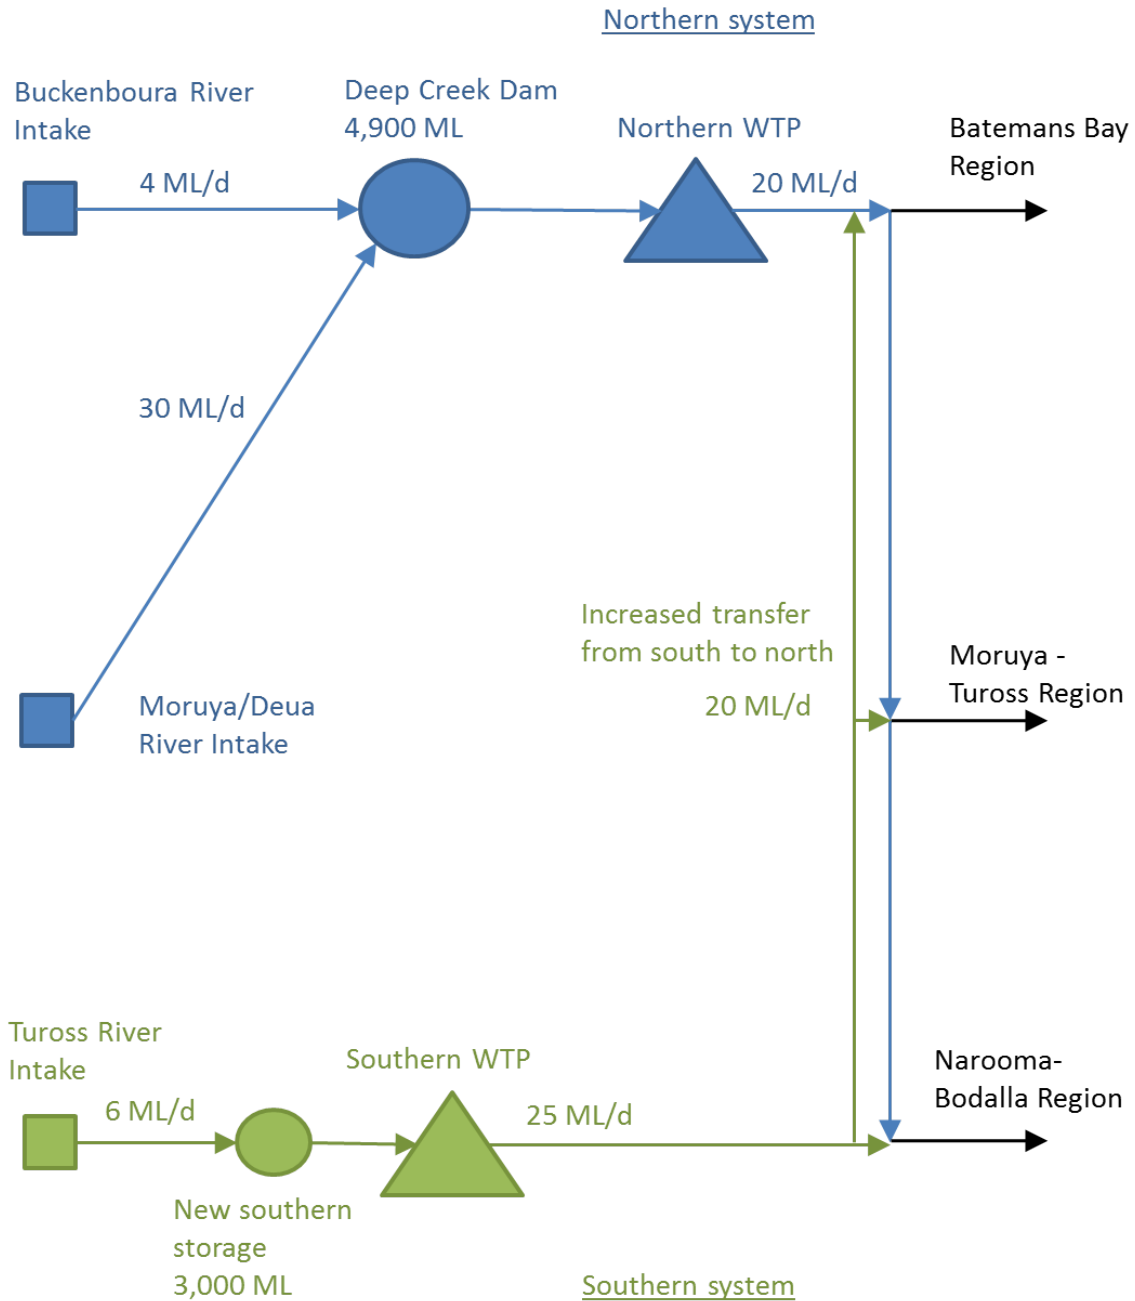 Northern system
Buckenboura River
Intake
Deep Creek Dam
4,900 ML
Northern WTP
Batemans Bay
Region
4 ML/d
20 ML/d
30 ML/d
Increased transfer
from south to north
20 ML/d
Moruya -
Tuross Region
Moruya/Deua
River Intake
Tuross River
Intake
Southern WTP
Narooma-
Bodalla Region
6 ML/d
25 ML/d
New southern
storage
3,000 ML
Southern system